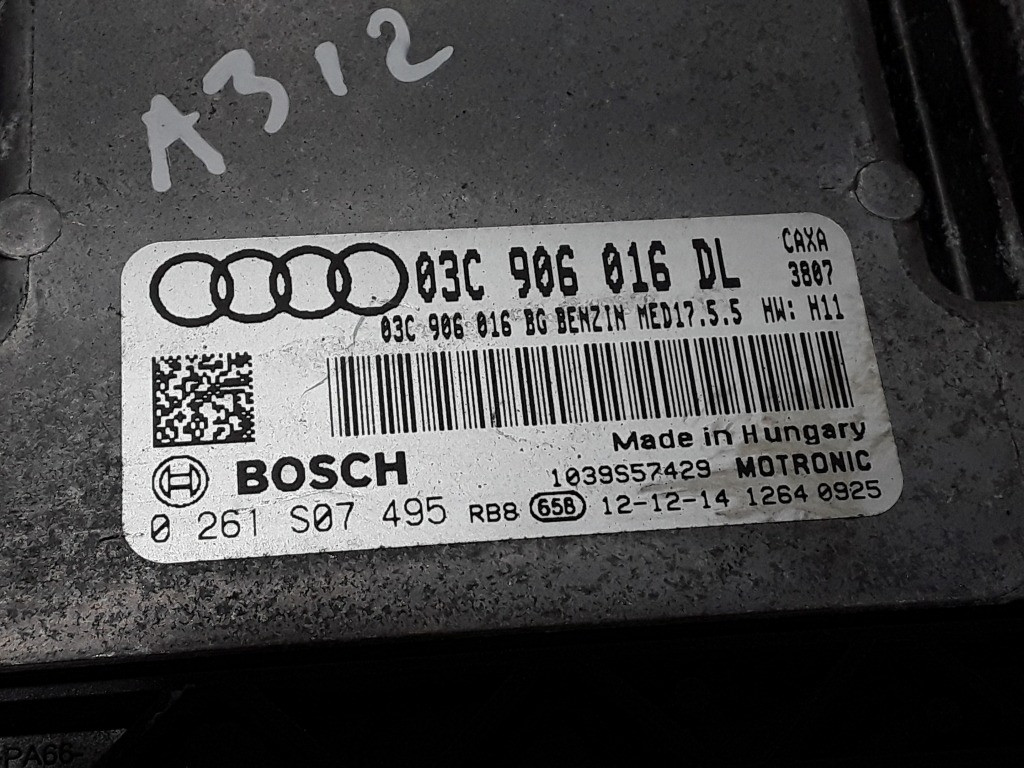 A312
03C 906 016 DL CAXA
3807
03C 906 016 BG BENZIN MED17.5.5 HW: H11
Made in Hungary
BOSCH 1039S57429 MOTRONIC
0 261 S07 495 RB8 658 12-12-14 1264 0925
-PA66-